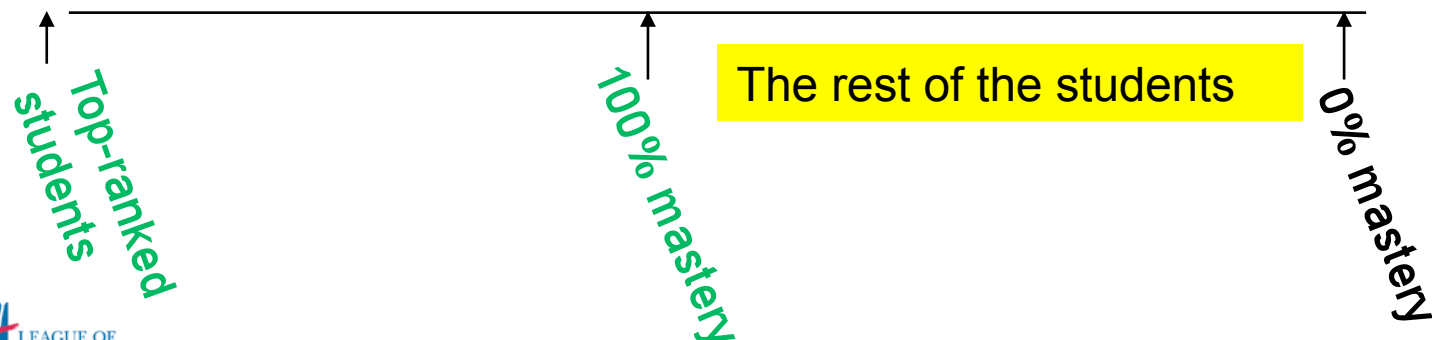 Top-ranked
students
100% mastery
The rest of the students
0% mastery
LEAGUE OF